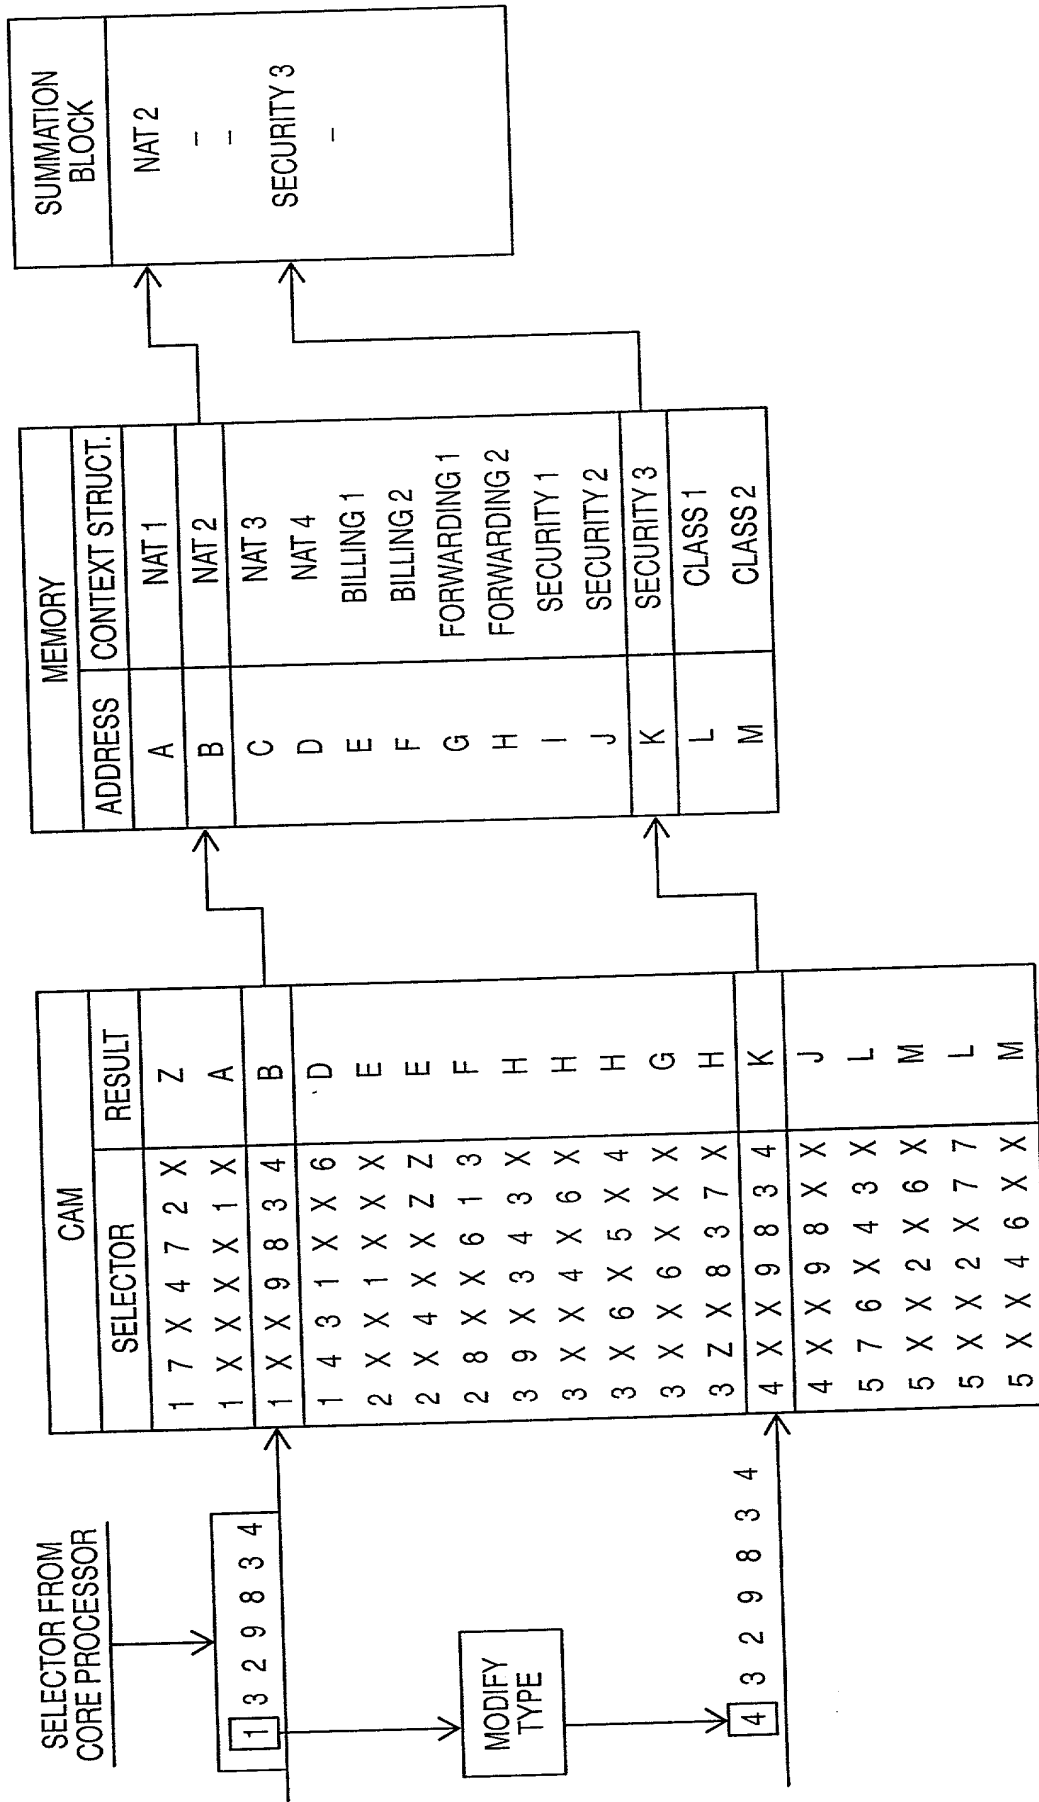 SELECTOR FROM
CORE PROCESSOR
1 3 2 9 8 3 4
MODIFY
TYPE
4 3 2 9 8 3 4
CAM
SELECTOR RESULT
1 7 X 4 7 2 X Z
1 X X X X 1 X A
1 X X 9 8 3 4 B
1 4 3 1 X X 6 D
2 X X 1 X X X E
2 X 4 X X Z Z E
2 8 X X 6 1 3 F
3 9 X 3 4 3 X H
3 X X 4 X 6 X H
3 X 6 X 5 X 4 H
3 X X 6 X X X G
3 Z X 8 3 7 X H
4 X X 9 8 3 4 K
4 X X 9 8 X X J
5 7 6 X 4 3 X L
5 X X 2 X 6 X M
5 X X 2 X 7 7 L
5 X X 4 6 X X M
MEMORY
ADDRESS CONTEXT STRUCT.
A NAT 1
B NAT 2
C NAT 3
D NAT 4
E BILLING 1
F BILLING 2
G FORWARDING 1
H FORWARDING 2
I SECURITY 1
J SECURITY 2
K SECURITY 3
L CLASS 1
M CLASS 2
SUMMATION
BLOCK
NAT 2
–
–
SECURITY 3
–